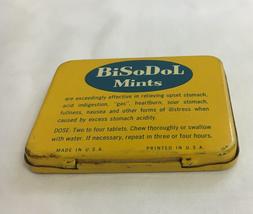 BiSoDoL
Mints
are exceedingly effective in relieving upset stomach,
acid indigestion, "gas", heartburn, sour stomach,
fullness, nausea and other forms of distress when
caused by excess stomach acidity.
DOSE: Two to four tablets. Chew thoroughly or swallow
with water. If necessary, repeat in three or four hours.
MADE IN U.S.A. PRINTED IN U.S.A.